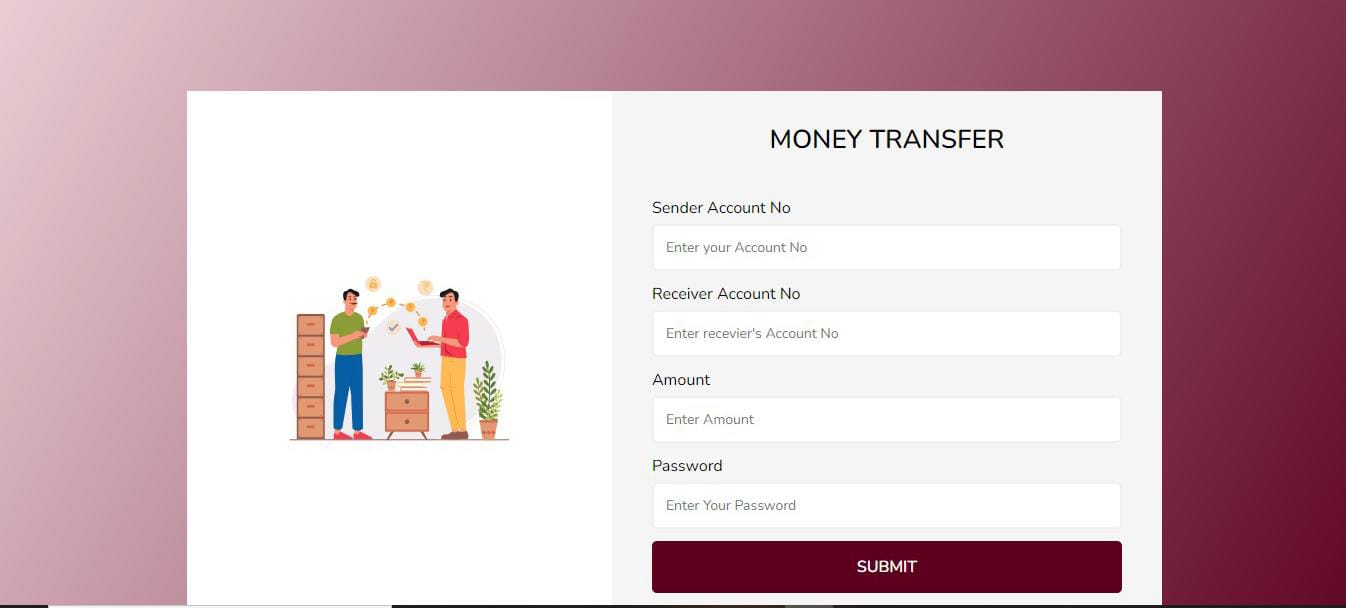 MONEY TRANSFER
Sender Account No
Enter your Account No
Receiver Account No
Enter recevier's Account No
Amount
Enter Amount
Password
Enter Your Password
SUBMIT